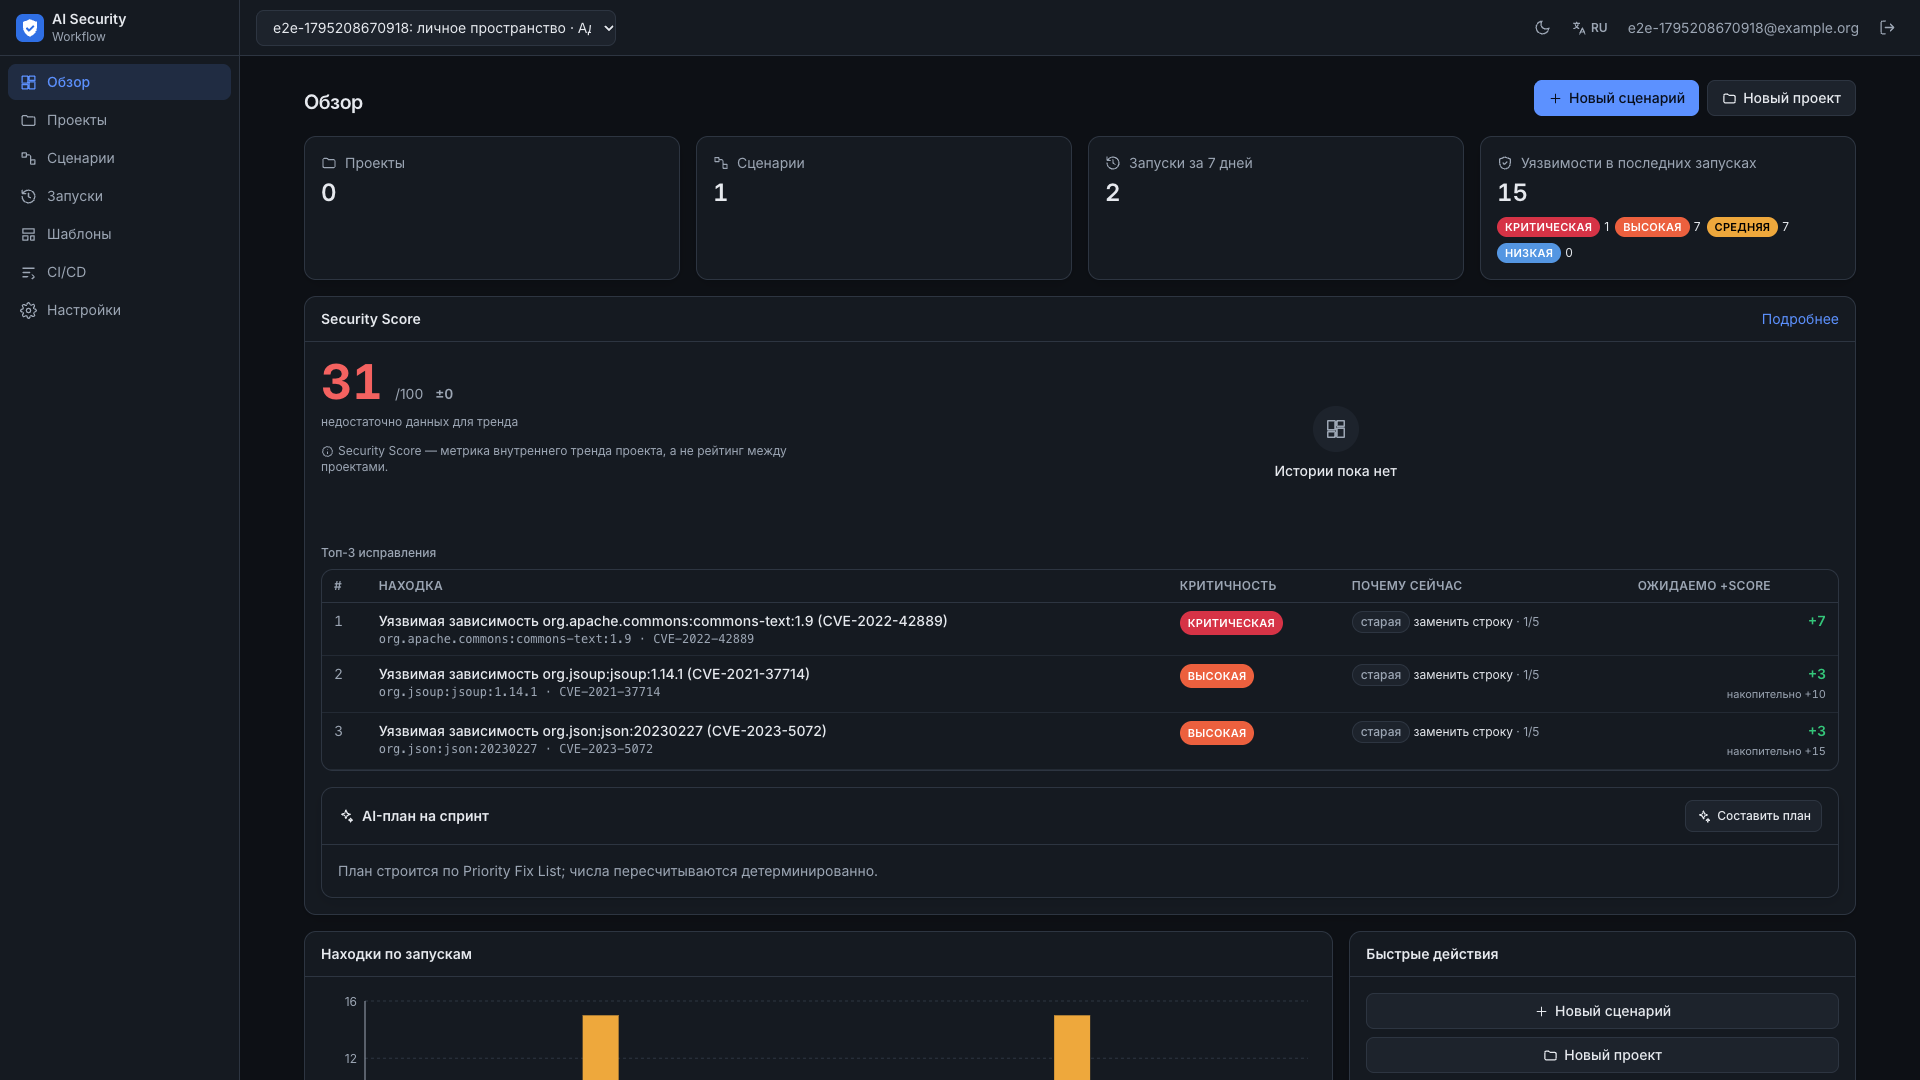 AI Security
Workflow
e2e-1795208670918: личное пространство · Ад
RU
e2e-1795208670918@example.org
Обзор
Проекты
Сценарии
Запуски
Шаблоны
CI/CD
Настройки
Обзор
Новый сценарий
Новый проект
Проекты
0
Сценарии
1
Запуски за 7 дней
2
Уязвимости в последних запусках
15
КРИТИЧЕСКАЯ 1 ВЫСОКАЯ 7 СРЕДНЯЯ 7
НИЗКАЯ 0
Security Score
Подробнее
31 /100 ±0
недостаточно данных для тренда
Security Score — метрика внутреннего тренда проекта, а не рейтинг между
проектами.
Истории пока нет
Топ-3 исправления
# НАХОДКА КРИТИЧНОСТЬ ПОЧЕМУ СЕЙЧАС ОЖИДАЕМО +SCORE
1 Уязвимая зависимость org.apache.commons:commons-text:1.9 (CVE-2022-42889) КРИТИЧЕСКАЯ старая заменить строку · 1/5 +7
org.apache.commons:commons-text:1.9 · CVE-2022-42889
2 Уязвимая зависимость org.jsoup:jsoup:1.14.1 (CVE-2021-37714) ВЫСОКАЯ старая заменить строку · 1/5 +3
org.jsoup:jsoup:1.14.1 · CVE-2021-37714 накопительно +10
3 Уязвимая зависимость org.json:json:20230227 (CVE-2023-5072) ВЫСОКАЯ старая заменить строку · 1/5 +3
org.json:json:20230227 · CVE-2023-5072 накопительно +15
AI-план на спринт
Составить план
План строится по Priority Fix List; числа пересчитываются детерминированно.
Находки по запускам
16
12
Быстрые действия
Новый сценарий
Новый проект